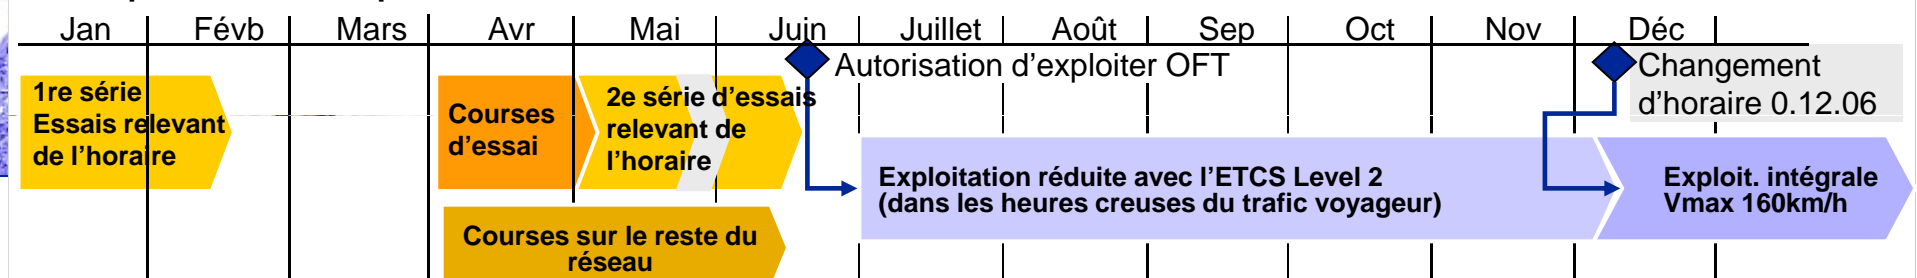 Jan Févb Mars Avr Mai Juin Juillet Août Sep Oct Nov Déc
Autorisation d'exploiter OFT
Changement
d'horaire 0.12.06
1re série
Essais relevant
de l'horaire
Courses
d'essai
2e série d'essais
relevant de
l'horaire
Exploitation réduite avec l'ETCS Level 2
(dans les heures creuses du trafic voyageur)
Exploit. intégrale
Vmax 160km/h
Courses sur le reste du
réseau